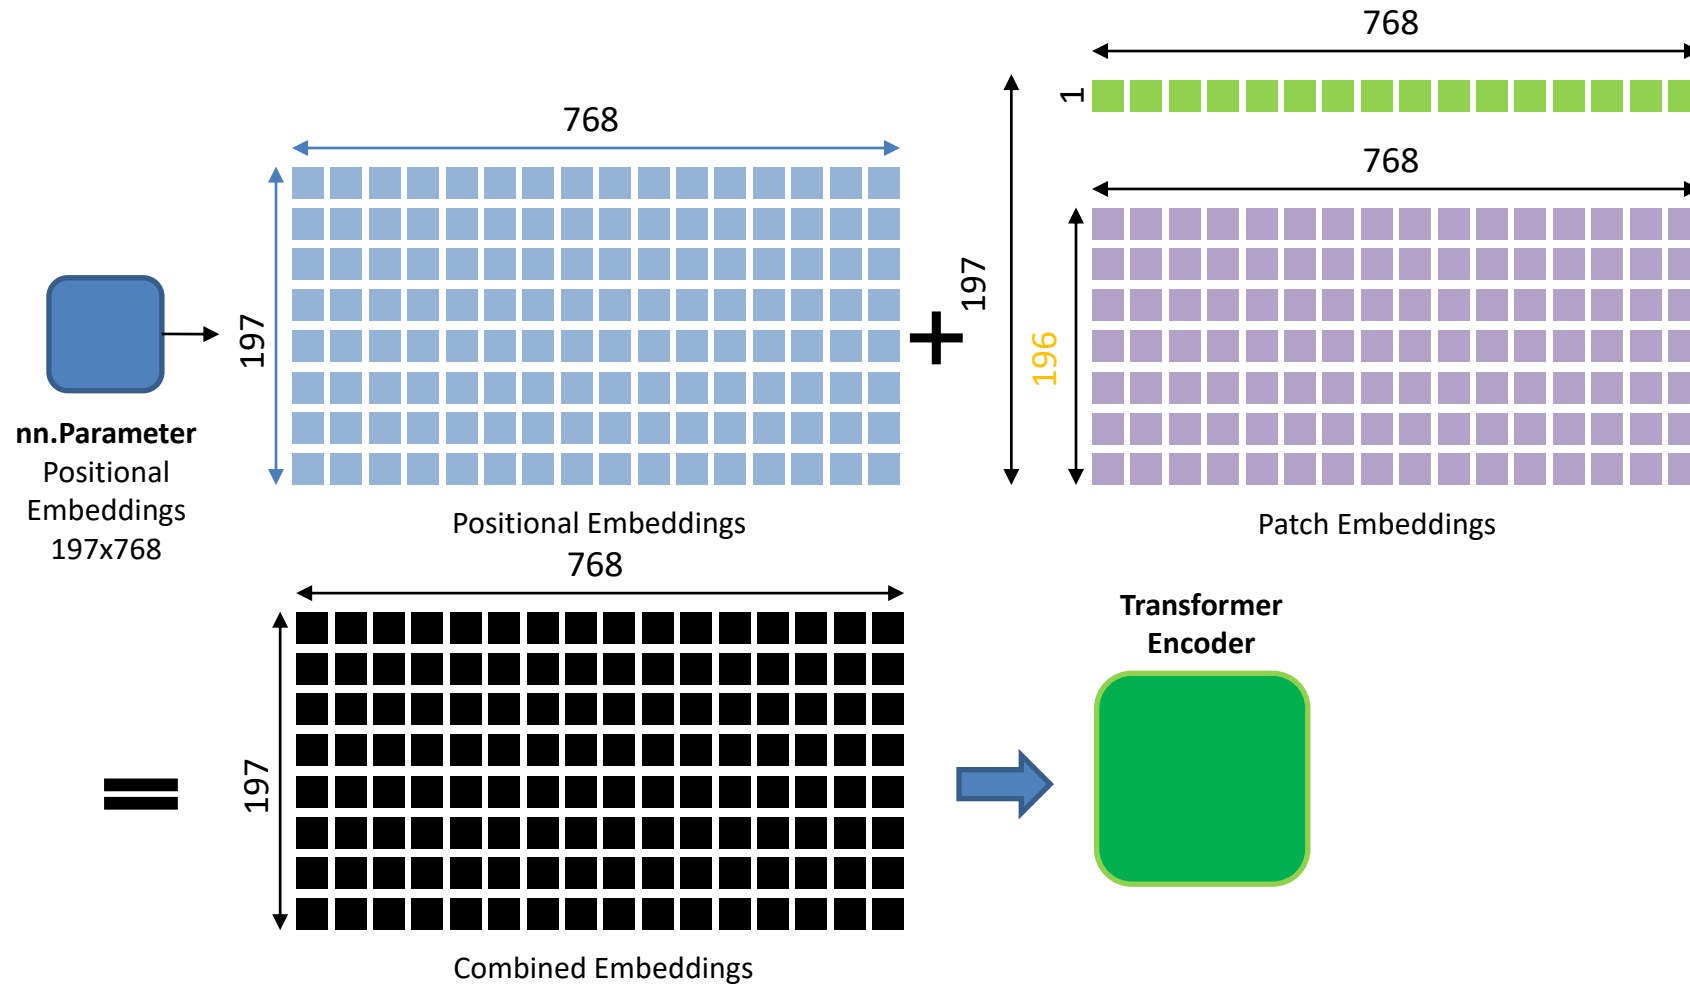 768
1
768
768
197
197
196
nn.Parameter
Positional
Embeddings
197x768
Positional Embeddings
Patch Embeddings
768
197
Combined Embeddings
Transformer
Encoder